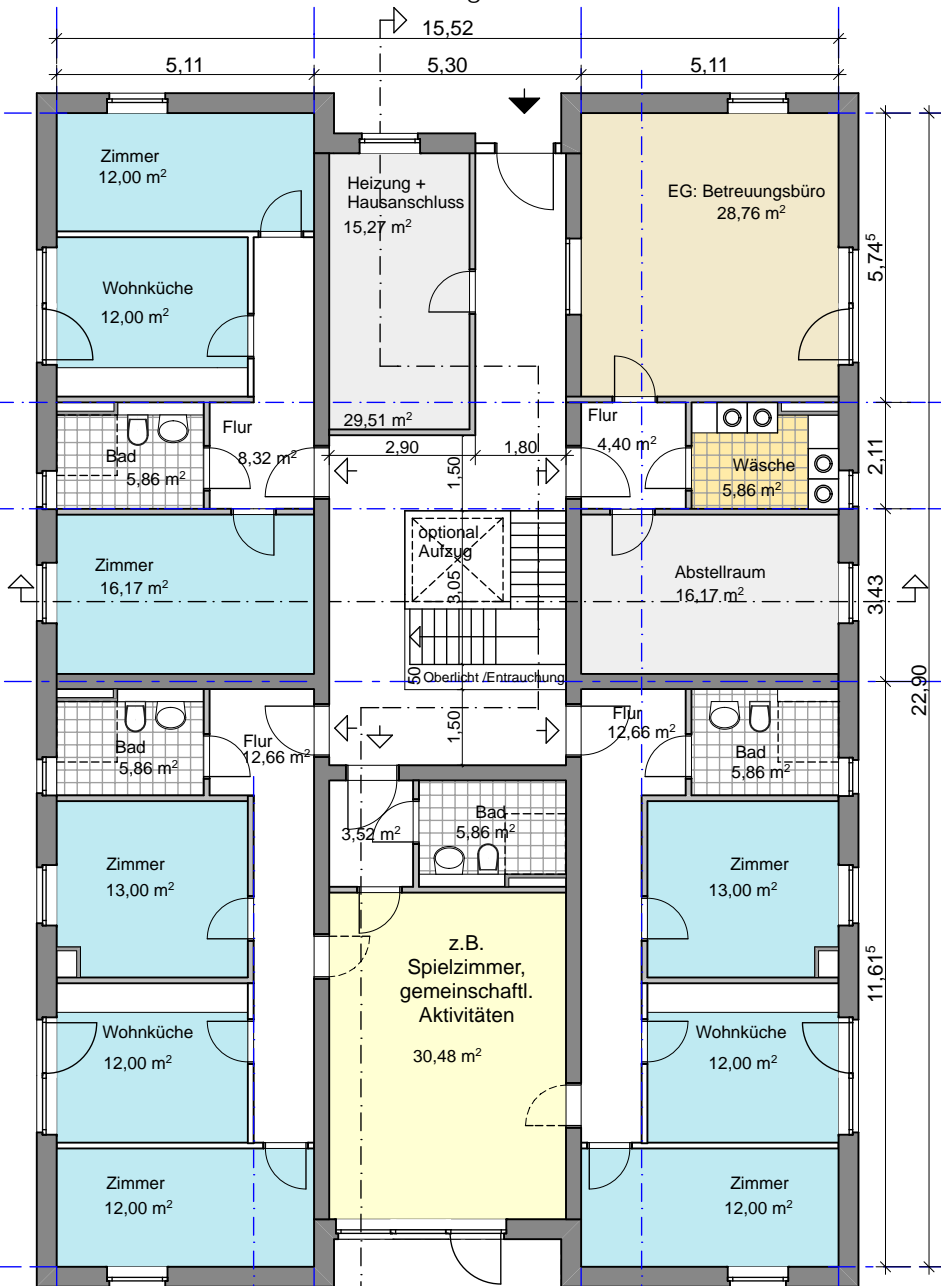 15,52
5,11
5,30
5,11
Zimmer
12,00 m²
Heizung +
Hausanschluss
15,27 m²
EG: Betreuungsbüro
28,76 m²
5,74⁵
Wohnküche
12,00 m²
29,51 m²
Flur
8,32 m²
2,90
1,80
Flur
4,40 m²
2,11
Bad
5,86 m²
1,50
Wäsche
5,86 m²
optional
Aufzug
3,05
Zimmer
16,17 m²
Abstellraum
16,17 m²
3,43
50
Oberlicht /Entrauchung
22,90
Bad
5,86 m²
Flur
12,66 m²
1,50
Flur
12,66 m²
Bad
5,86 m²
3,52 m²
Bad
5,86 m²
Zimmer
13,00 m²
Zimmer
13,00 m²
z.B.
Spielzimmer,
gemeinschaftl.
Aktivitäten
30,48 m²
11,61⁵
Wohnküche
12,00 m²
Wohnküche
12,00 m²
Zimmer
12,00 m²
Zimmer
12,00 m²